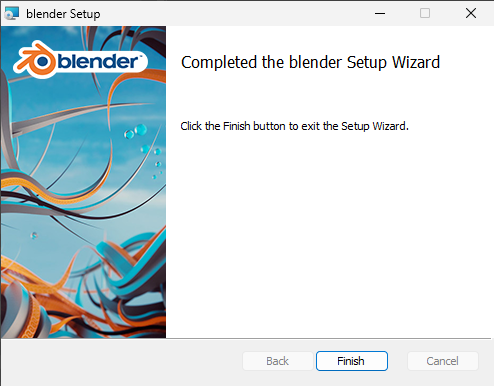 blender Setup
blender
Completed the blender Setup Wizard
Click the Finish button to exit the Setup Wizard.
Back
Finish
Cancel